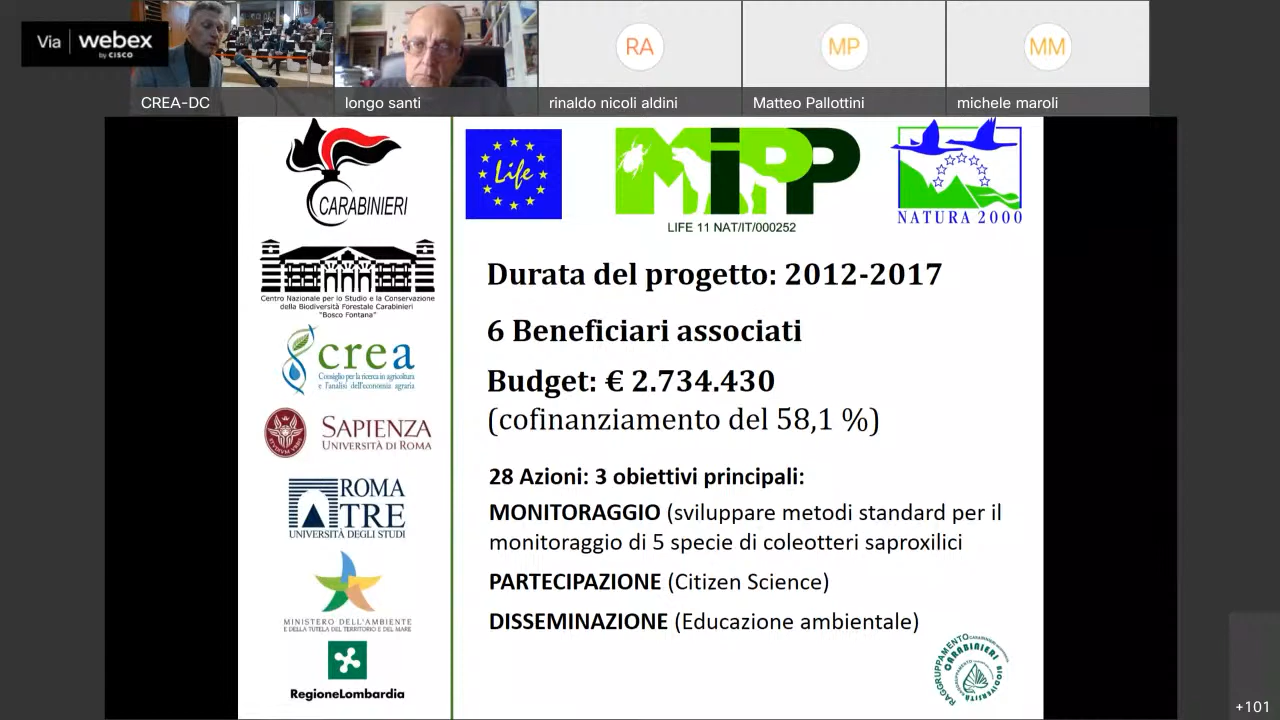 Via webex
by CISCO
CREA-DC
longo santi
RA
rinaldo nicoli aldini
MP
Matteo Pallottini
MM
michele maroli
CARABINIERI
Centro Nazionale per lo Studio e la Conservazione
della Biodiversità Forestale Carabinieri
"Bosco Fontana"
crea
Consiglio per la ricerca in agricoltura
e l'analisi dell'economia agraria
SAPIENZA
UNIVERSITÀ DI ROMA
ROMA
TRE
UNIVERSITÀ DEGLI STUDI
MINISTERO DELL'AMBIENTE
E DELLA TUTELA DEL TERRITORIO E DEL MARE
RegioneLombardia
Life
MiPP
LIFE 11 NAT/IT/000252
NATURA 2000
Durata del progetto: 2012-2017
6 Beneficiari associati
Budget: € 2.734.430
(cofinanziamento del 58,1 %)
28 Azioni: 3 obiettivi principali:
MONITORAGGIO (sviluppare metodi standard per il
monitoraggio di 5 specie di coleotteri saproxilici
PARTECIPAZIONE (Citizen Science)
DISSEMINAZIONE (Educazione ambientale)
RAGGRUPPAMENTO
CARABINIERI
BIODIVERSITÀ
+101